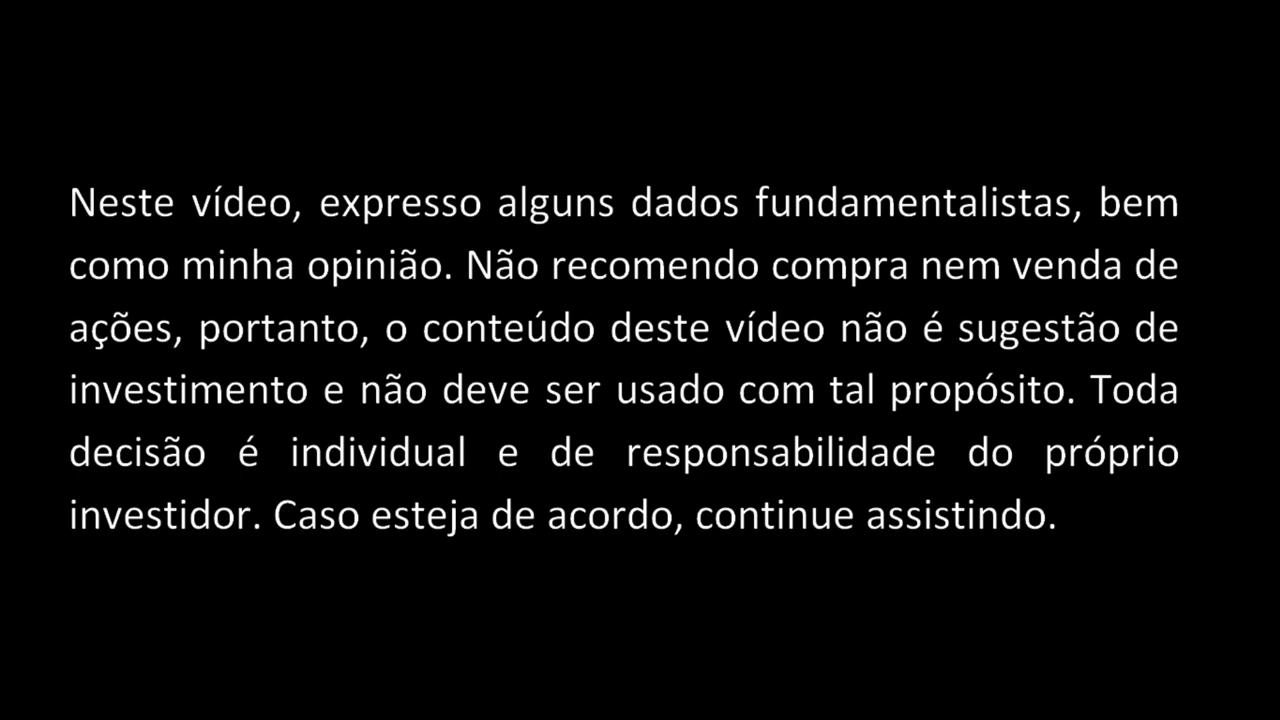 Neste vídeo, expresso alguns dados fundamentalistas, bem
como minha opinião. Não recomendo compra nem venda de
ações, portanto, o conteúdo deste vídeo não é sugestão de
investimento e não deve ser usado com tal propósito. Toda
decisão é individual e de responsabilidade do próprio
investidor. Caso esteja de acordo, continue assistindo.